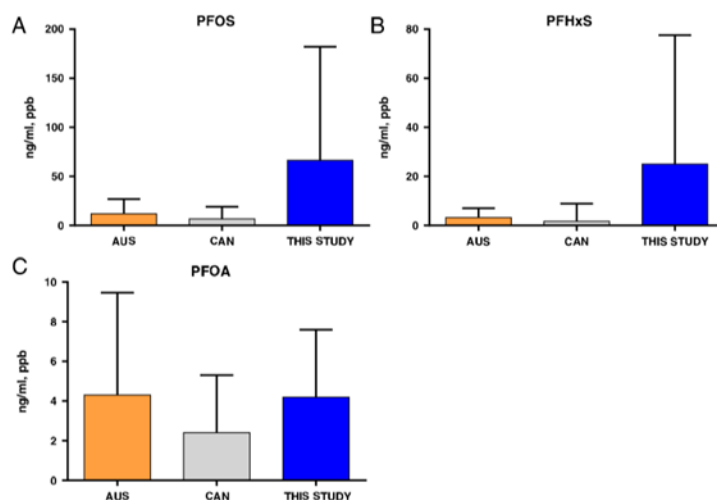 A
PFOS
ng/ml, ppb
200
150
100
50
0
AUS CAN THIS STUDY
B
PFHxS
ng/ml, ppb
80
60
40
20
0
AUS CAN THIS STUDY
C
PFOA
ng/ml, ppb
10
8
6
4
2
0
AUS CAN THIS STUDY